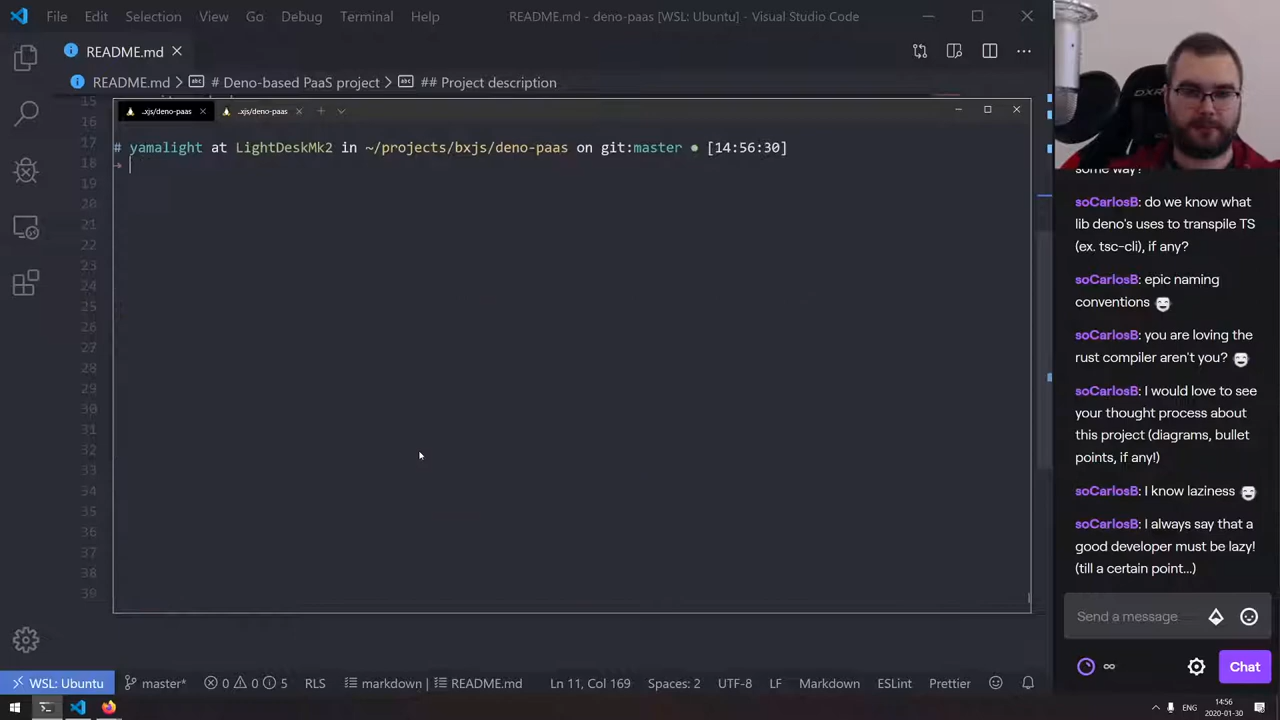 File Edit Selection View Go Debug Terminal Help README.md - deno-paas [WSL: Ubuntu] - Visual Studio Code
README.md
README.md > # Deno-based PaaS project > ## Project description
..xjs/deno-paas ..xjs/deno-paas
# yamalight at LightDeskMk2 in ~/projects/bxjs/deno-paas on git:master ● [14:56:30]
→
15
16
17
18
19
20
21
22
23
24
25
26
27
28
29
30
31
32
33
34
35
36
37
38
39
WSL: Ubuntu master* 0 0 5 RLS markdown | README.md Ln 11, Col 169 Spaces: 2 UTF-8 LF Markdown ESLint Prettier
DXR
some way?
soCarlosB: do we know what
lib deno's uses to transpile TS
(ex. tsc-cli), if any?
soCarlosB: epic naming
conventions
soCarlosB: you are loving the
rust compiler aren't you?
soCarlosB: I would love to see
your thought process about
this project (diagrams, bullet
points, if any!)
soCarlosB: I know laziness
soCarlosB: I always say that a
good developer must be lazy!
(till a certain point...)
Send a message
∞ Chat
ENG 14:56
2020-01-30